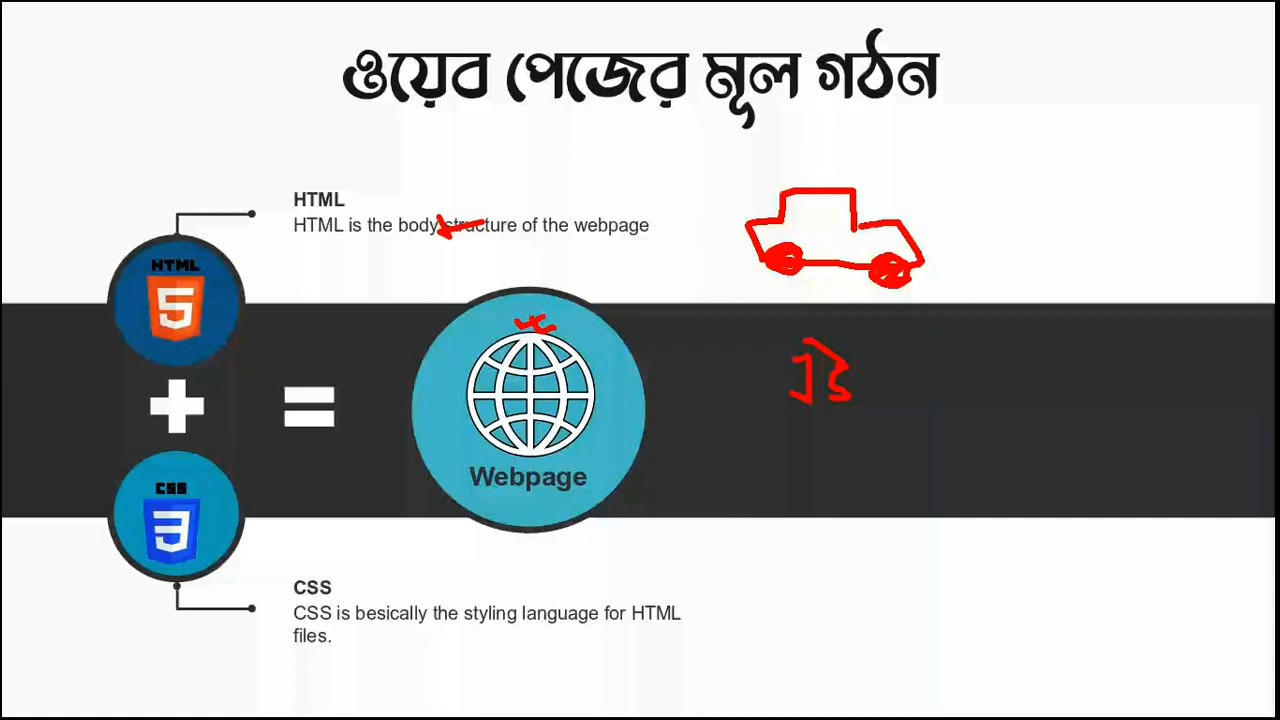 ওয়েব পেজের মূল গঠন
HTML
HTML is the body structure of the webpage
HTML
5
Webpage
CSS
3
CSS
CSS is besically the styling language for HTML
files.